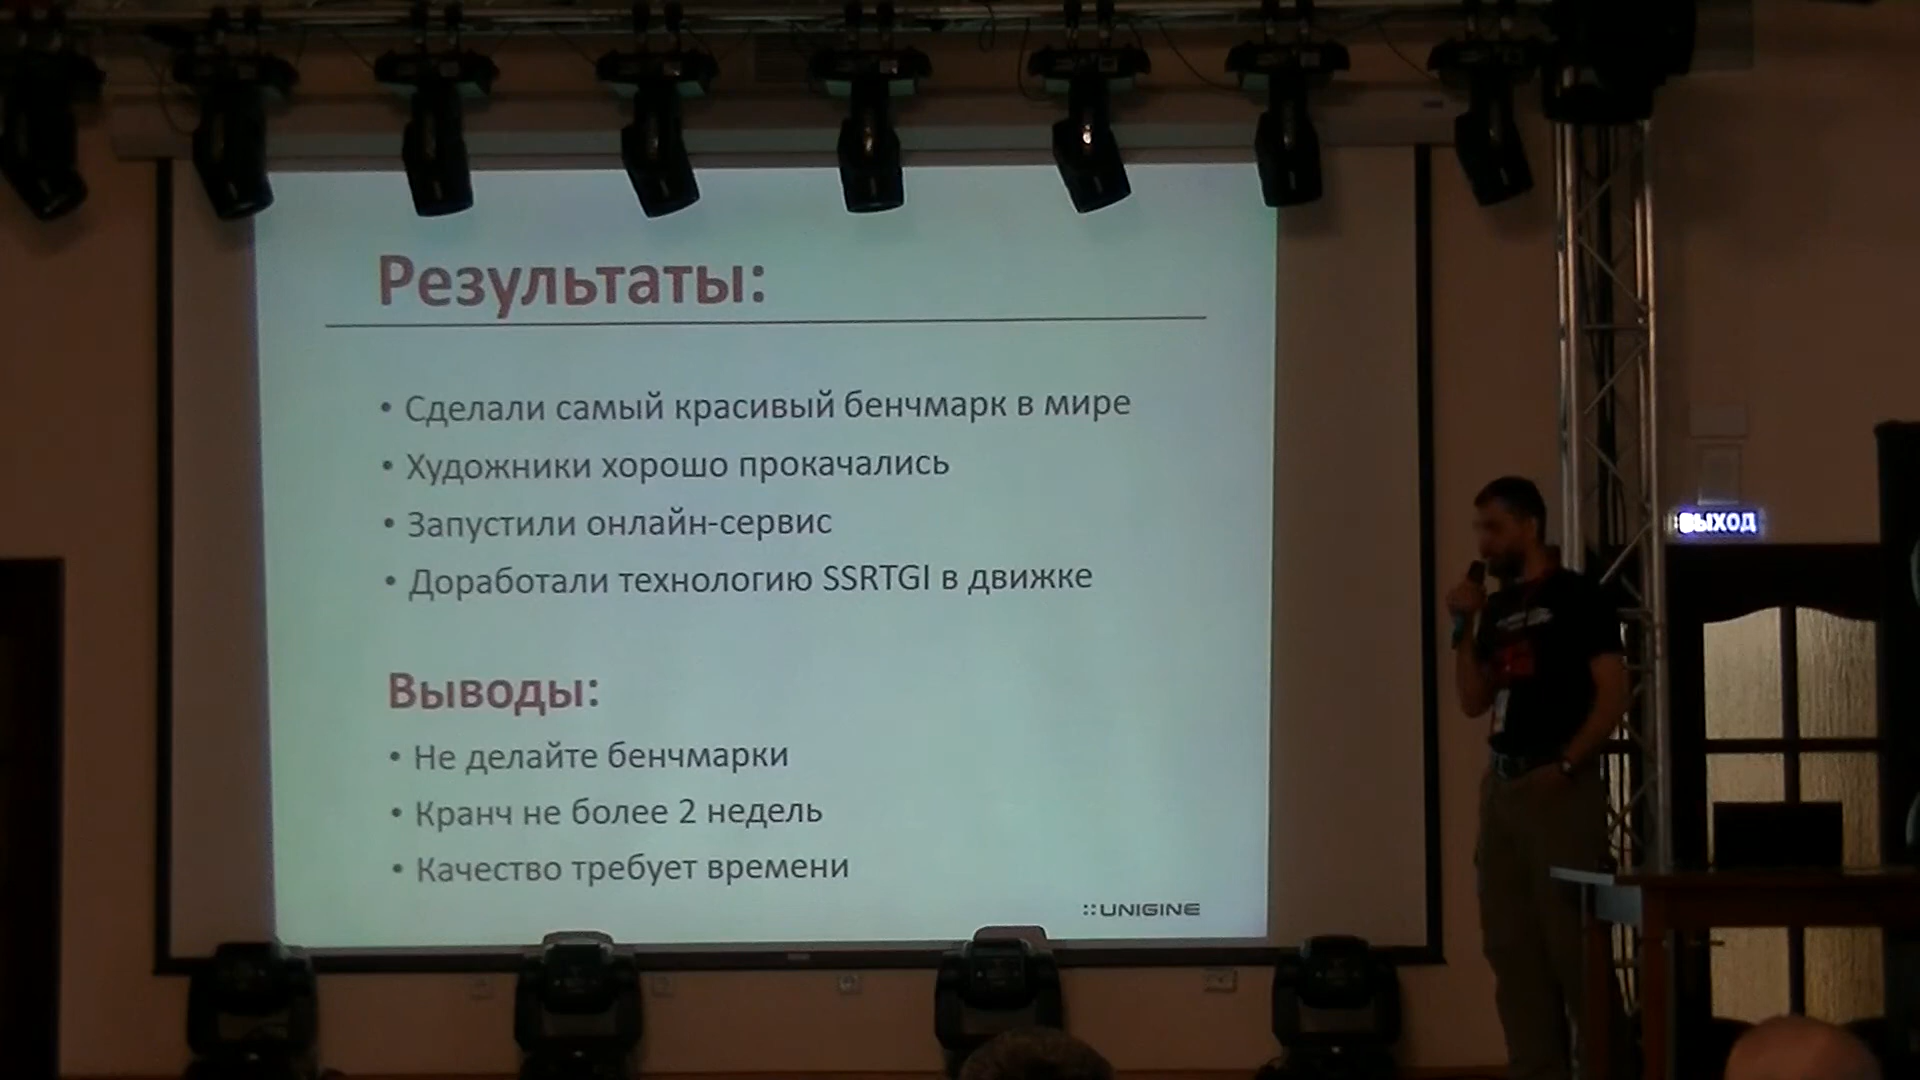 Результаты:
• Сделали самый красивый бенчмарк в мире
• Художники хорошо прокачались
• Запустили онлайн-сервис
• Доработали технологию SSRTGI в движке
Выводы:
• Не делайте бенчмарки
• Кранч не более 2 недель
• Качество требует времени
UNIGINE
ВЫХОД